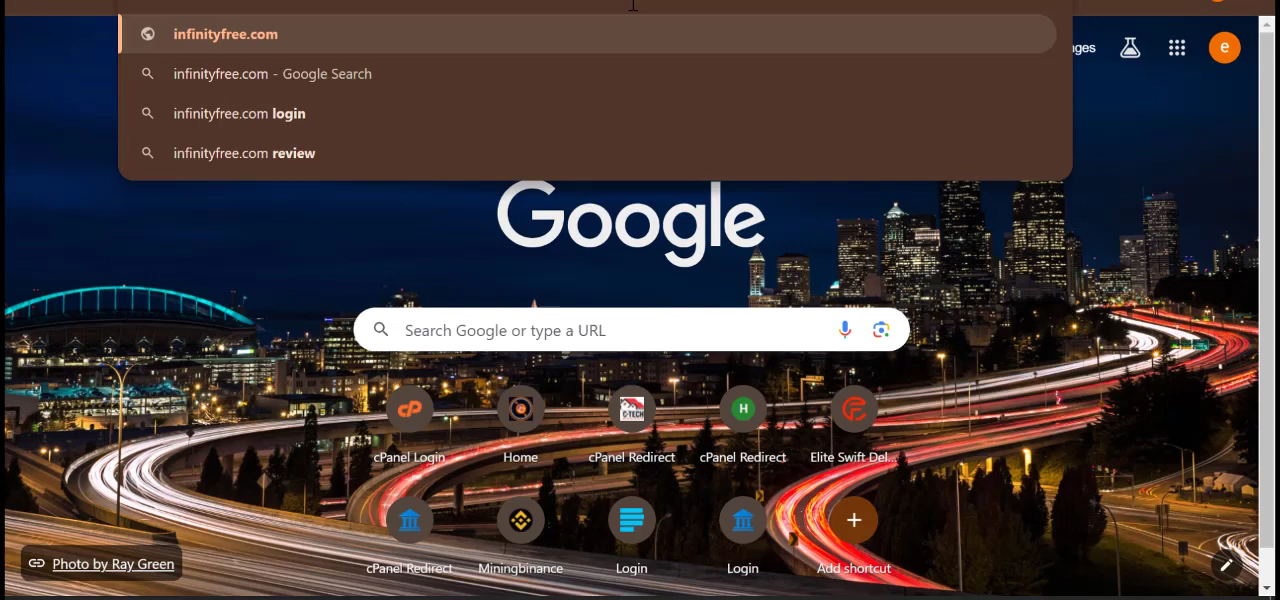 infinityfree.com
infinityfree.com - Google Search
infinityfree.com login
infinityfree.com review
e
Google
Search Google or type a URL
cP
C-TECH
H
cPanel Login
Home
cPanel Redirect
cPanel Redirect
Elite Swift Del...
cPanel Redirect
Miningbinance
Login
Login
Add shortcut
Photo by Ray Green